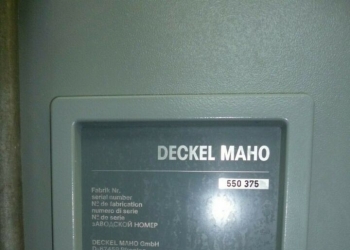 DECKEL MAHO
550 375
Fabrik Nr.
serial number
N° de fabrication
numero di serie
N° de serie
ЗАВОДСКОЙ НОМЕР
DECKEL MAHO GmbH